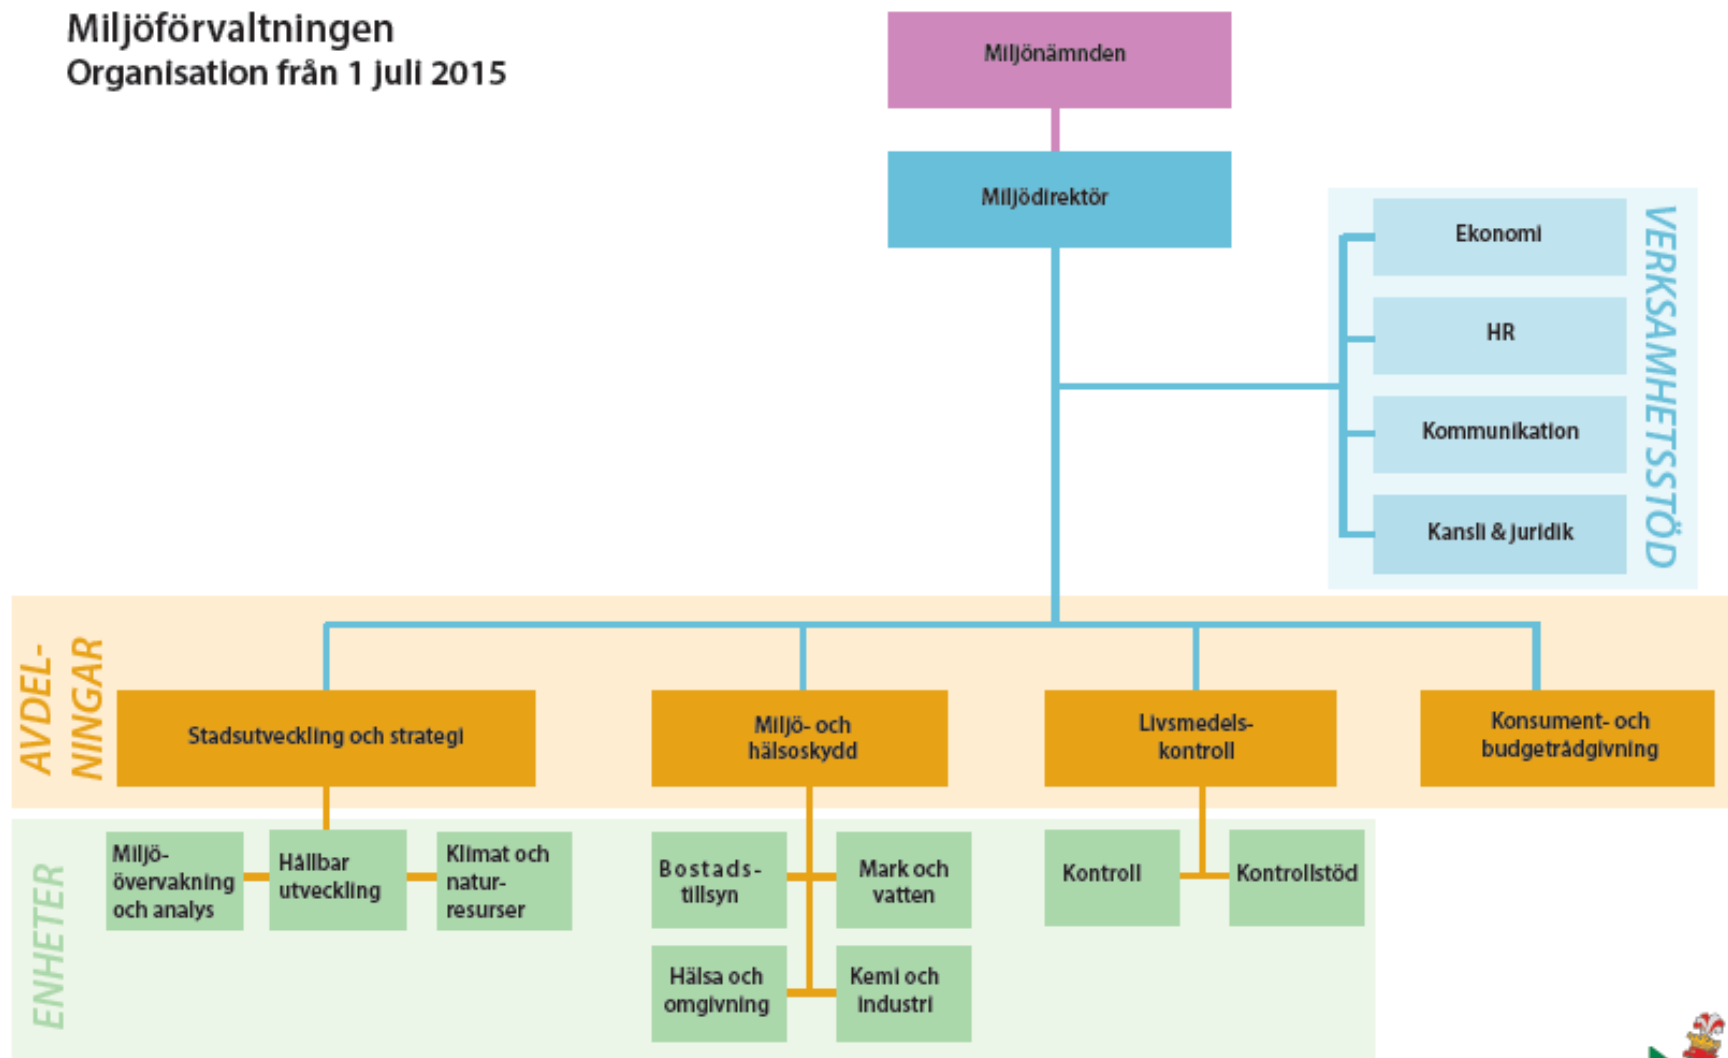 Miljöförvaltningen
Organisation från 1 juli 2015
Miljönämnden
Miljödirektör
VERKSAMHETSSTÖD
Ekonomi
HR
Kommunikation
Kansli & juridik
AVDEL-
NINGAR
Stadsutveckling och strategi
Miljö- och
hälsoskydd
Livsmedels-
kontroll
Konsument- och
budgetrådgivning
ENHETER
Miljö-
övervakning
och analys
Hållbar
utveckling
Klimat och
natur-
resurser
Bostads-
tillsyn
Mark och
vatten
Hälsa och
omgivning
Kemi och
industri
Kontroll
Kontrollstöd